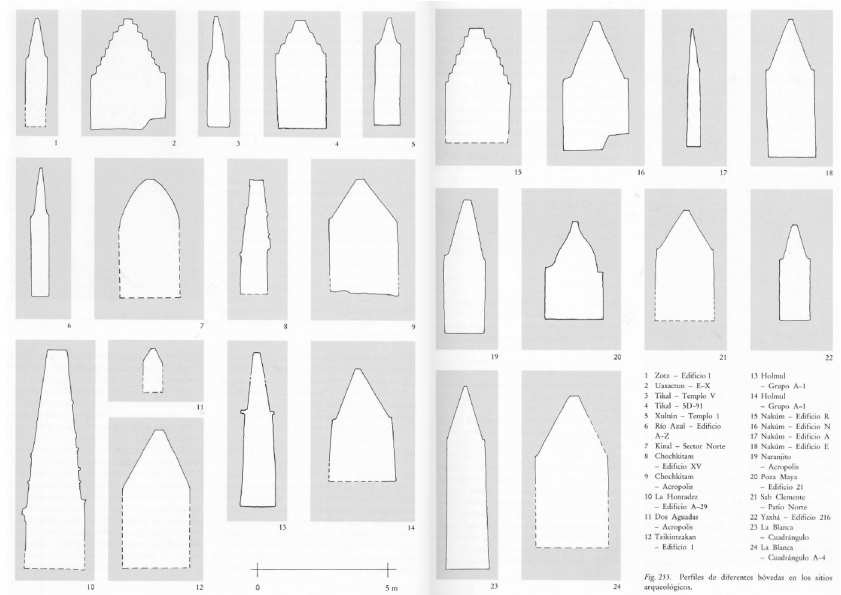 1
2
3
4
5
6
7
8
9
10
11
12
13
14
0
5 m
15
16
17
18
19
20
21
22
23
24
1 Zotz – Edificio 1
2 Uaxactun – E–X
3 Tikal – Templo V
4 Tikal – 5D–91
5 Xultún – Templo 1
6 Río Azul – Edificio
A–Z
7 Kinal – Sector Norte
8 Chochkitam
– Edificio XV
9 Chochkitam
– Acropolis
10 La Honradez
– Edificio A–29
11 Dos Aguadas
– Acropolis
12 Tzikintzakan
– Edificio 1
13 Holmul
– Grupo A–1
14 Holmul
– Grupo A–1
15 Nakúm – Edificio R
16 Nakúm – Edificio N
17 Nakúm – Edificio A
18 Nakúm – Edificio E
19 Naranjito
– Acropolis
20 Poza Maya
– Edificio 21
21 Sab Clemente
– Patio Norte
22 Yaxhá – Edificio 216
23 La Blanca
– Cuadrángulo
24 La Blanca
– Cuadrángulo A–4
Fig. 233. Perfiles de diferentes bóvedas en los sitios
arqueológicos.